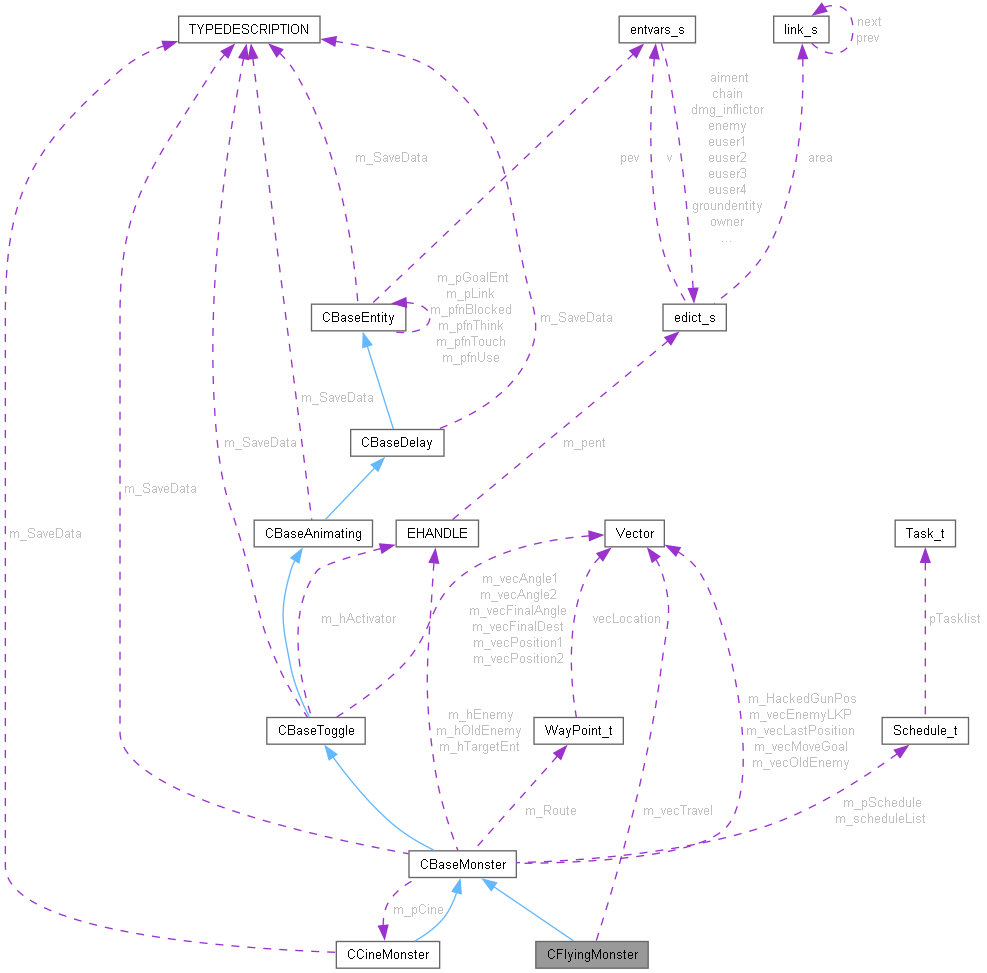 TYPEDESCRIPTION
entvars_s
link_s
next
prev
aiment
chain
dmg_inflictor
enemy
euser1
euser2
euser3
euser4
groundentity
owner
...
m_SaveData
pev
v
area
m_pGoalEnt
m_pLink
m_pfnBlocked
m_pfnThink
m_pfnTouch
m_pfnUse
CBaseEntity
m_SaveData
edict_s
m_SaveData
m_SaveData
CBaseDelay
m_pent
m_SaveData
m_SaveData
CBaseAnimating
EHANDLE
Vector
Task_t
m_hActivator
m_vecAngle1
m_vecAngle2
m_vecFinalAngle
m_vecFinalDest
m_vecPosition1
m_vecPosition2
vecLocation
pTasklist
CBaseToggle
m_hEnemy
m_hOldEnemy
m_hTargetEnt
WayPoint_t
m_HackedGunPos
m_vecEnemyLKP
m_vecLastPosition
m_vecMoveGoal
m_vecOldEnemy
Schedule_t
m_Route
m_vecTravel
m_pSchedule
m_scheduleList
CBaseMonster
m_pCine
CCineMonster
CFlyingMonster